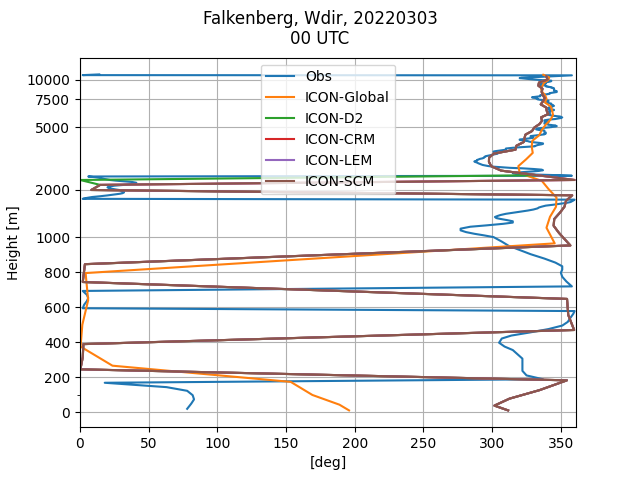 Falkenberg, Wdir, 20220303
00 UTC
Obs
ICON-Global
ICON-D2
ICON-CRM
ICON-LEM
ICON-SCM
Height [m]
10000
7500
5000
2000
1000
800
600
400
200
0
0 50 100 150 200 250 300 350
[deg]